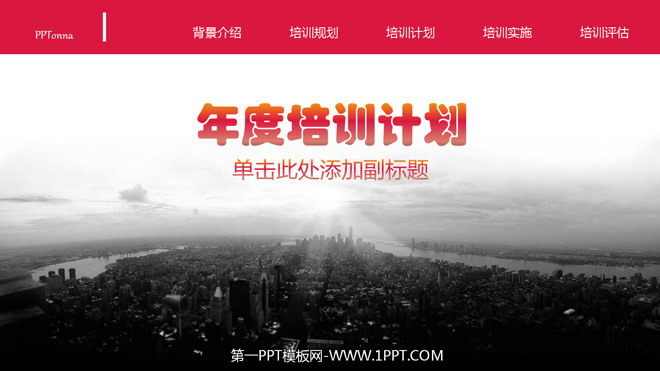 PPTonna
背景介绍
培训规划
培训计划
培训实施
培训评估
年度培训计划
单击此处添加副标题
第一PPT模板网-WWW.1PPT.COM